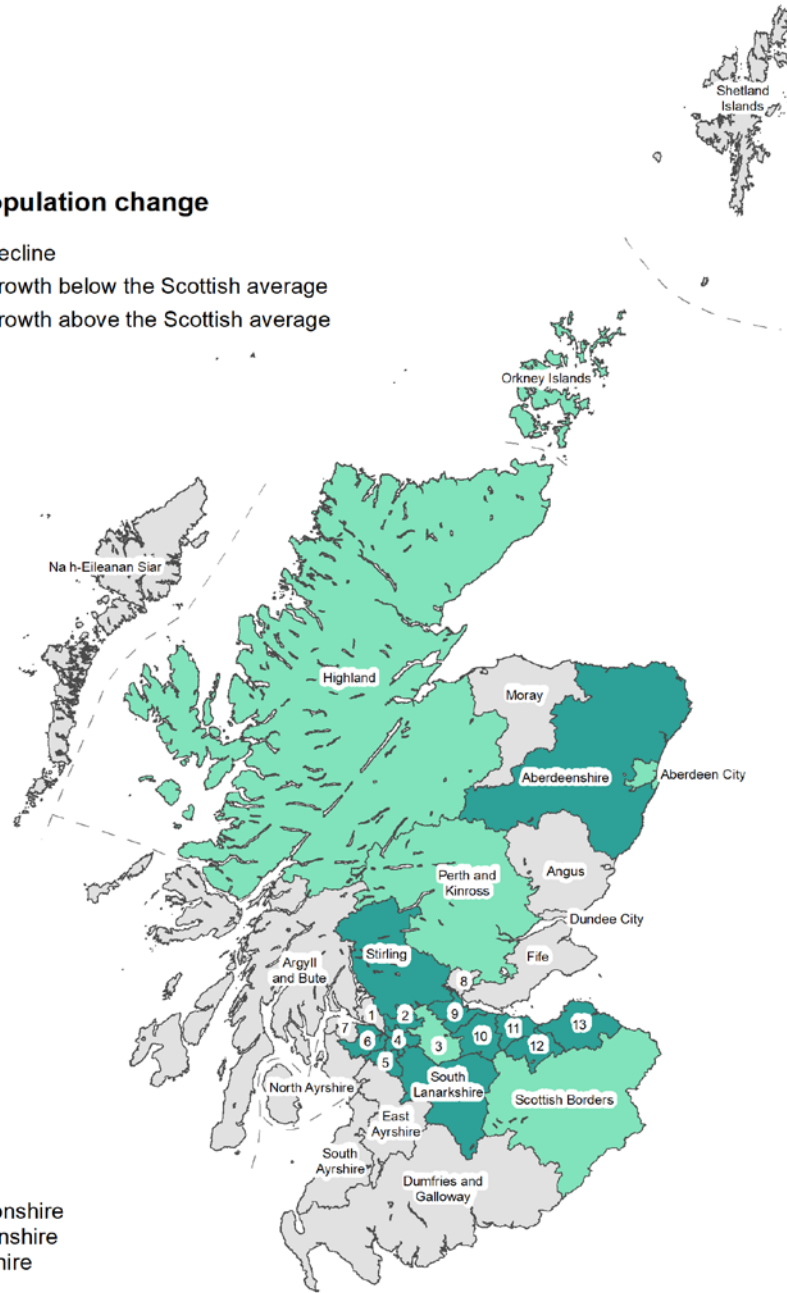 Shetland
Islands
opulation change
ecline
rowth below the Scottish average
rowth above the Scottish average
Orkney Islands
Na h-Eileanan Siar
Highland
Moray
Aberdeenshire
Aberdeen City
Angus
Perth and
Kinross
Dundee City
Stirling
Fife
Argyll
and Bute
8
1
2
9
7
6
4
3
10
11
13
12
5
South
Lanarkshire
North Ayrshire
Scottish Borders
East
Ayrshire
South
Ayrshire
Dumfries and
Galloway
onshire
nshire
hire